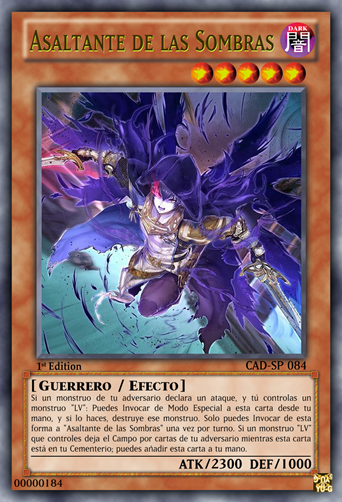 ASALTANTE DE LAS SOMBRAS
DARK
闇
1st Edition
CAD-SP 084
[GUERRERO / EFECTO]
Si un monstruo de tu adversario declara un ataque, y tú controlas un
monstruo "LV": Puedes Invocar de Modo Especial a esta carta desde tu
mano, y si lo haces, destruye ese monstruo. Solo puedes Invocar de esta
forma a "Asaltante de las Sombras" una vez por turno. Si un monstruo "LV"
que controles deja el Campo por cartas de tu adversario mientras esta carta
está en tu Cementerio; puedes añadir esta carta a tu mano.
ATK/2300 DEF/1000
00000184